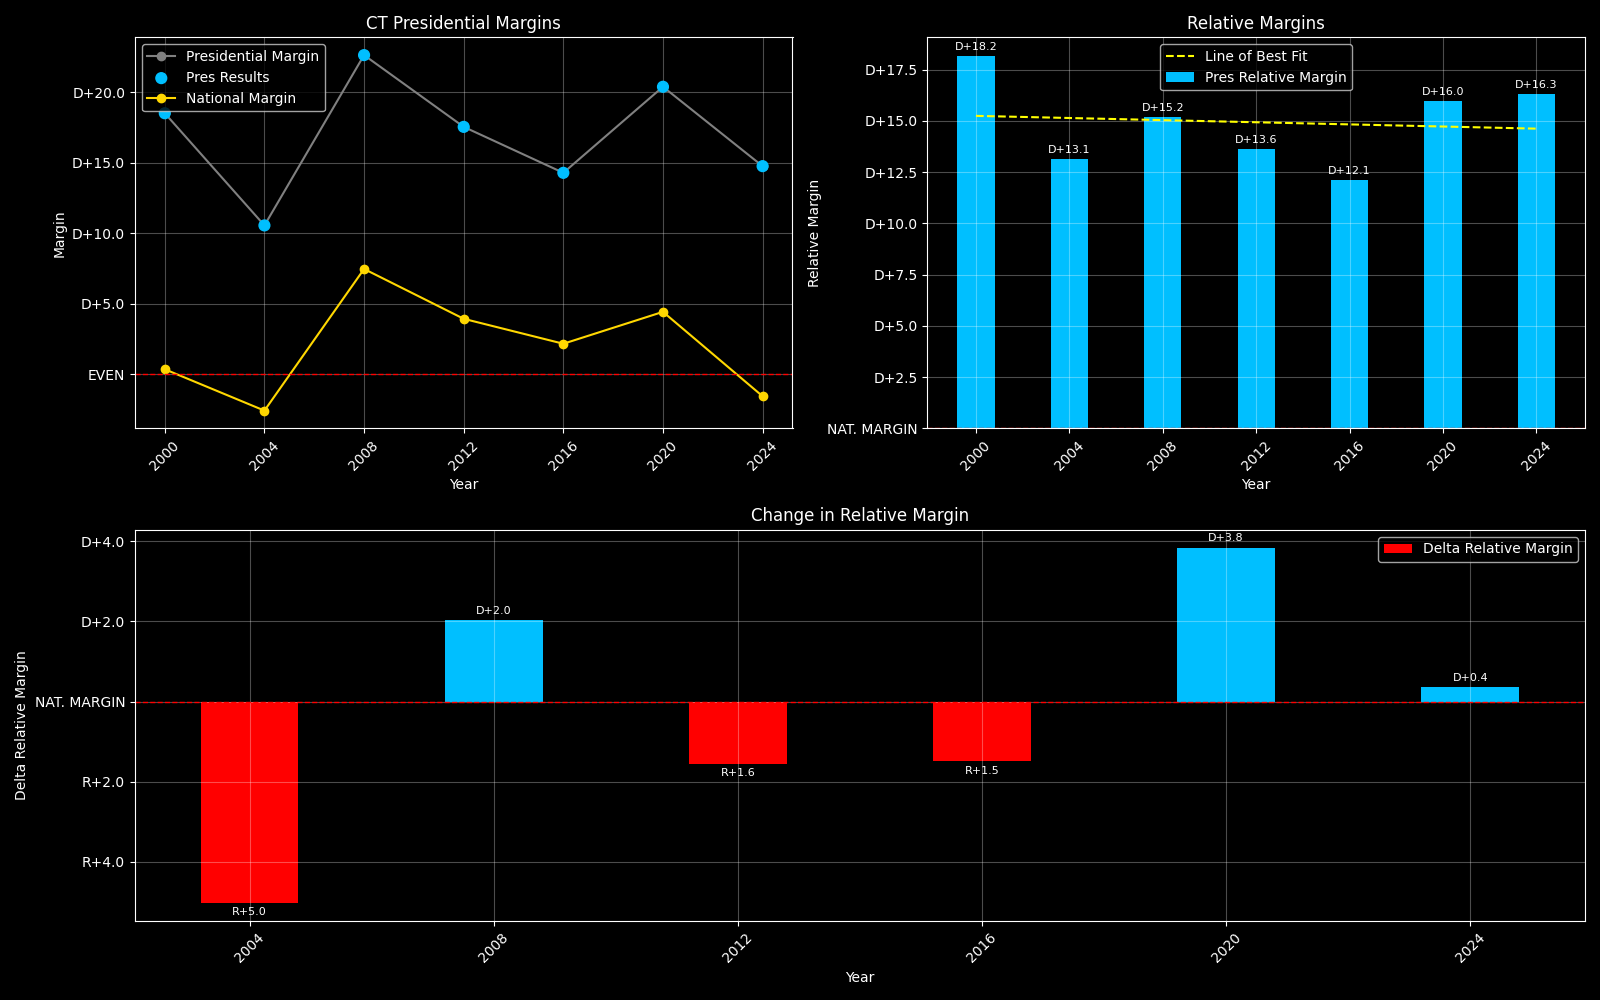 CT Presidential Margins
Presidential Margin
Pres Results
National Margin
Margin
D+20.0
D+15.0
D+10.0
D+5.0
EVEN
2000
2004
2008
2012
2016
2020
2024
Year
Relative Margins
Line of Best Fit
Pres Relative Margin
Relative Margin
D+17.5
D+15.0
D+12.5
D+10.0
D+7.5
D+5.0
D+2.5
NAT. MARGIN
D+18.2
D+13.1
D+15.2
D+13.6
D+12.1
D+16.0
D+16.3
2000
2004
2008
2012
2016
2020
2024
Year
Change in Relative Margin
Delta Relative Margin
Delta Relative Margin
D+4.0
D+2.0
NAT. MARGIN
R+2.0
R+4.0
R+5.0
D+2.0
R+1.6
R+1.5
D+3.8
D+0.4
2004
2008
2012
2016
2020
2024
Year